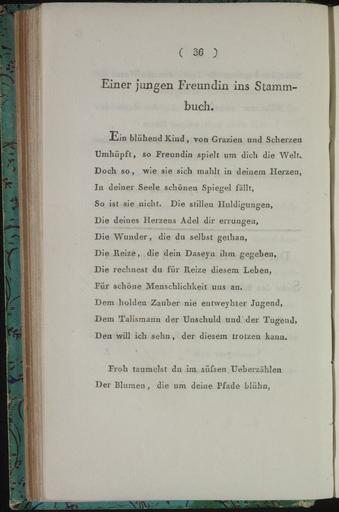 ( 36 )
Einer jungen Freundin ins Stamm-
buch.
Ein blühend Kind, von Grazien und Scherzen
Umhüpft, so Freundin spielt um dich die Welt.
Doch so, wie sie sich mahlt in deinem Herzen,
In deiner Seele schönen Spiegel fällt,
So ist sie nicht. Die stillen Huldigungen,
Die deines Herzens Adel dir errungen,
Die Wunder, die du selbst gethan,
Die Reize, die dein Daseyn ihm gegeben,
Die rechnest du für Reize diesem Leben,
Für schöne Menschlichkeit uns an.
Dem holden Zauber nie entweyhter Jugend,
Dem Talismann der Unschuld und der Tugend,
Den will ich sehn, der diesem trotzen kann.
Froh taumelst du im süfsen Ueberzählen
Der Blumen, die um deine Pfade blühn,